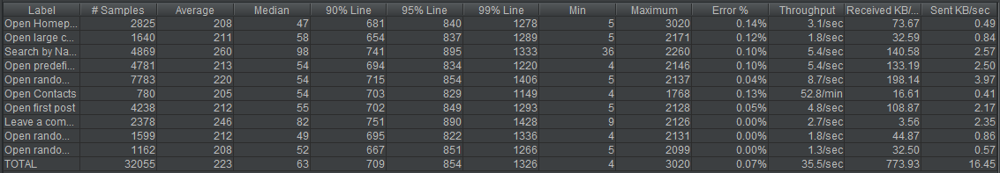 Label # Samples Average Median 90% Line 95% Line 99% Line Min Maximum Error % Throughput Received KB/... Sent KB/sec
Open Homep... 2825 208 47 681 840 1278 5 3020 0.14% 3.1/sec 73.67 0.49
Open large c... 1640 211 58 654 837 1289 5 2171 0.12% 1.8/sec 32.59 0.84
Search by Na... 4869 260 98 741 895 1333 36 2260 0.10% 5.4/sec 140.58 2.57
Open predefi... 4781 213 54 694 834 1220 4 2146 0.10% 5.4/sec 133.19 2.50
Open rando... 7783 220 54 715 854 1406 5 2137 0.04% 8.7/sec 198.14 3.97
Open Contacts 780 205 54 703 829 1149 4 1768 0.13% 52.8/min 16.61 0.41
Open first post 4238 212 55 702 849 1293 5 2128 0.05% 4.8/sec 108.87 2.17
Leave a com... 2378 246 82 751 890 1428 9 2126 0.00% 2.7/sec 3.56 2.35
Open rando... 1599 212 49 695 822 1336 4 2131 0.00% 1.8/sec 44.87 0.86
Open rando... 1162 208 52 667 851 1266 5 2099 0.00% 1.3/sec 32.50 0.57
TOTAL 32055 223 63 709 854 1326 4 3020 0.07% 35.5/sec 773.93 16.45